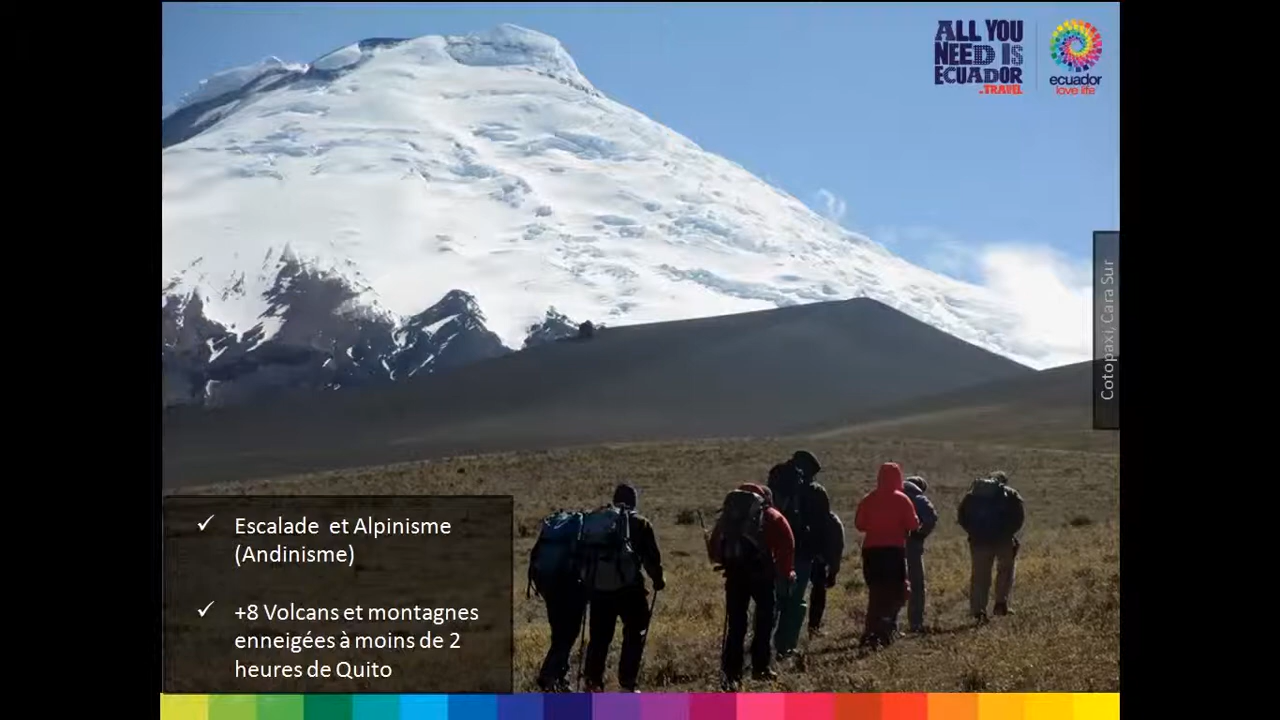 ALL YOU
NEED IS
ECUADOR
.TRAVEL
ecuador
love life
Cotopaxi, Cara Sur
✓ Escalade et Alpinisme
(Andinisme)
✓ +8 Volcans et montagnes
enneigées à moins de 2
heures de Quito